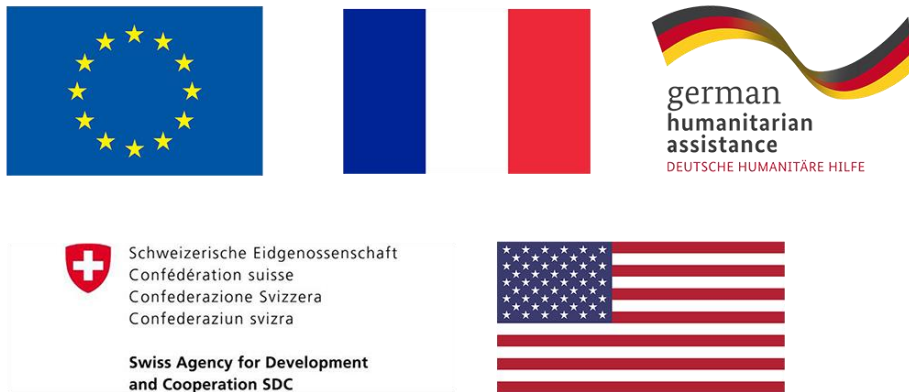 german
humanitarian
assistance
DEUTSCHE HUMANITÄRE HILFE
Schweizerische Eidgenossenschaft
Confédération suisse
Confederazione Svizzera
Confederaziun svizra
Swiss Agency for Development
and Cooperation SDC